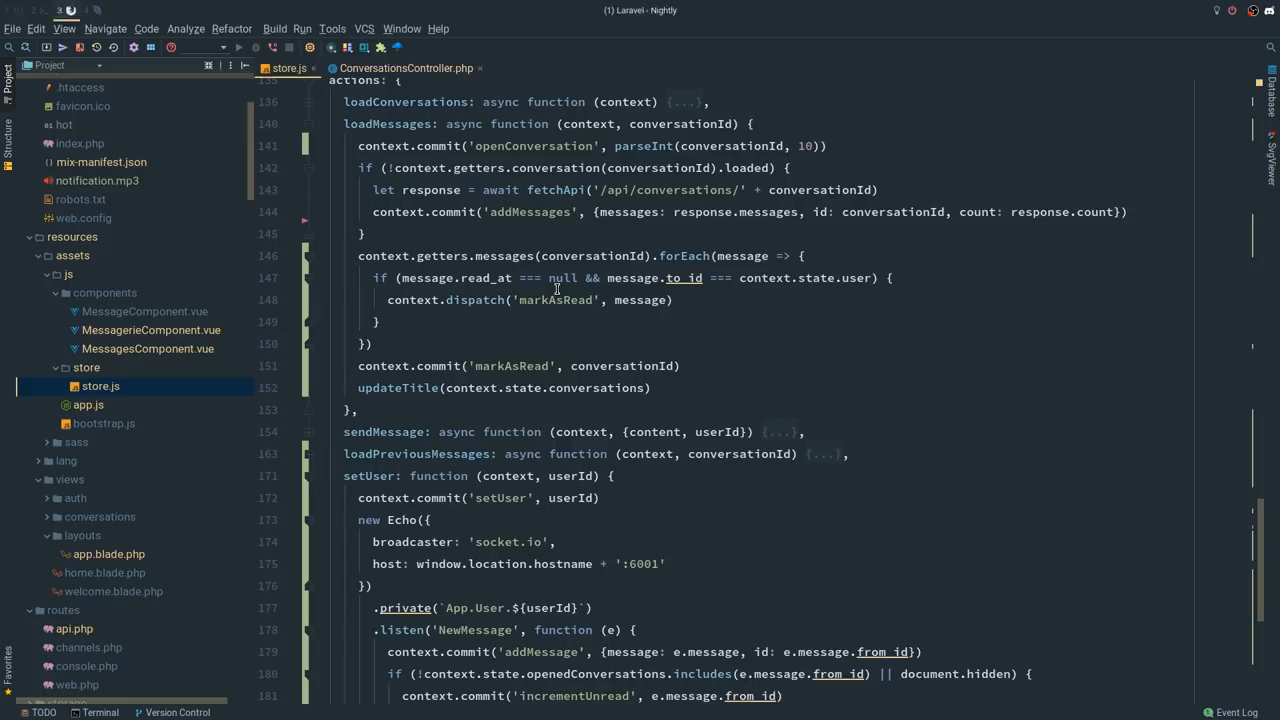 (1) Laravel - Nightly
File Edit View Navigate Code Analyze Refactor Build Run Tools VCS Window Help
Project
store.js
ConversationsController.php
.htaccess
favicon.ico
hot
index.php
mix-manifest.json
notification.mp3
robots.txt
web.config
resources
assets
js
components
MessageComponent.vue
MessagerieComponent.vue
MessagesComponent.vue
store
store.js
app.js
bootstrap.js
sass
lang
views
auth
conversations
layouts
app.blade.php
home.blade.php
welcome.blade.php
routes
api.php
channels.php
console.php
web.php
storage
135 actions: {
136 loadConversations: async function (context) {...},
140 loadMessages: async function (context, conversationId) {
141 context.commit('openConversation', parseInt(conversationId, 10))
142 if (!context.getters.conversation(conversationId).loaded) {
143 let response = await fetchApi('/api/conversations/' + conversationId)
144 context.commit('addMessages', {messages: response.messages, id: conversationId, count: response.count})
145 }
146 context.getters.messages(conversationId).forEach(message => {
147 if (message.read_at === null && message.to_id === context.state.user) {
148 context.dispatch('markAsRead', message)
149 }
150 })
151 context.commit('markAsRead', conversationId)
152 updateTitle(context.state.conversations)
153 },
154 sendMessage: async function (context, {content, userId}) {...},
163 loadPreviousMessages: async function (context, conversationId) {...},
171 setUser: function (context, userId) {
172 context.commit('setUser', userId)
173 new Echo({
174 broadcaster: 'socket.io',
175 host: window.location.hostname + ':6001'
176 })
177 .private(`App.User.${userId}`)
178 .listen('NewMessage', function (e) {
179 context.commit('addMessage', {message: e.message, id: e.message.from_id})
180 if (!context.state.openedConversations.includes(e.message.from_id) || document.hidden) {
181 context.commit('incrementUnread', e.message.from_id)
Project
Structure
Favorites
Database
SvgViewer
TODO Terminal Version Control Event Log